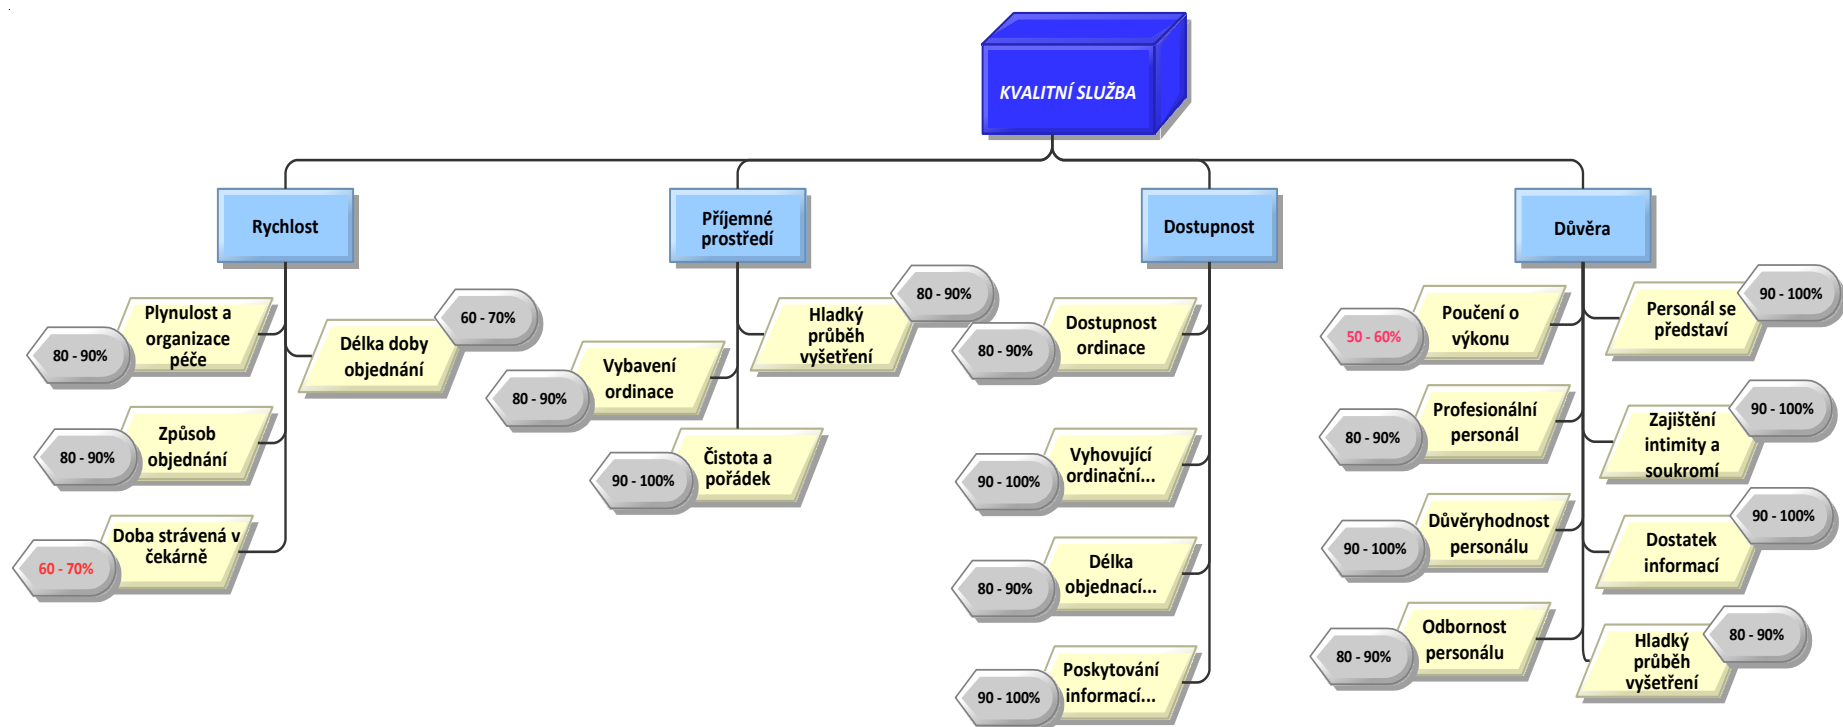 KVALITNÍ SLUŽBA
Rychlost
Plynulost a
organizace
péče
80 - 90%
Délka doby
objednání
60 - 70%
Způsob
objednání
80 - 90%
Doba strávená v
čekárně
60 - 70%
Příjemné
prostředí
Hladký
průběh
vyšetření
80 - 90%
Vybavení
ordinace
80 - 90%
Čistota a
pořádek
90 - 100%
Dostupnost
Dostupnost
ordinace
80 - 90%
Vyhovující
ordinační...
90 - 100%
Délka
objednací...
80 - 90%
Poskytování
informací...
90 - 100%
Důvěra
Poučení o
výkonu
50 - 60%
Personál se
představí
90 - 100%
Profesionální
personál
80 - 90%
Zajištění
intimity a
soukromí
90 - 100%
Důvěryhodnost
personálu
90 - 100%
Dostatek
informací
90 - 100%
Odbornost
personálu
80 - 90%
Hladký
průběh
vyšetření
80 - 90%